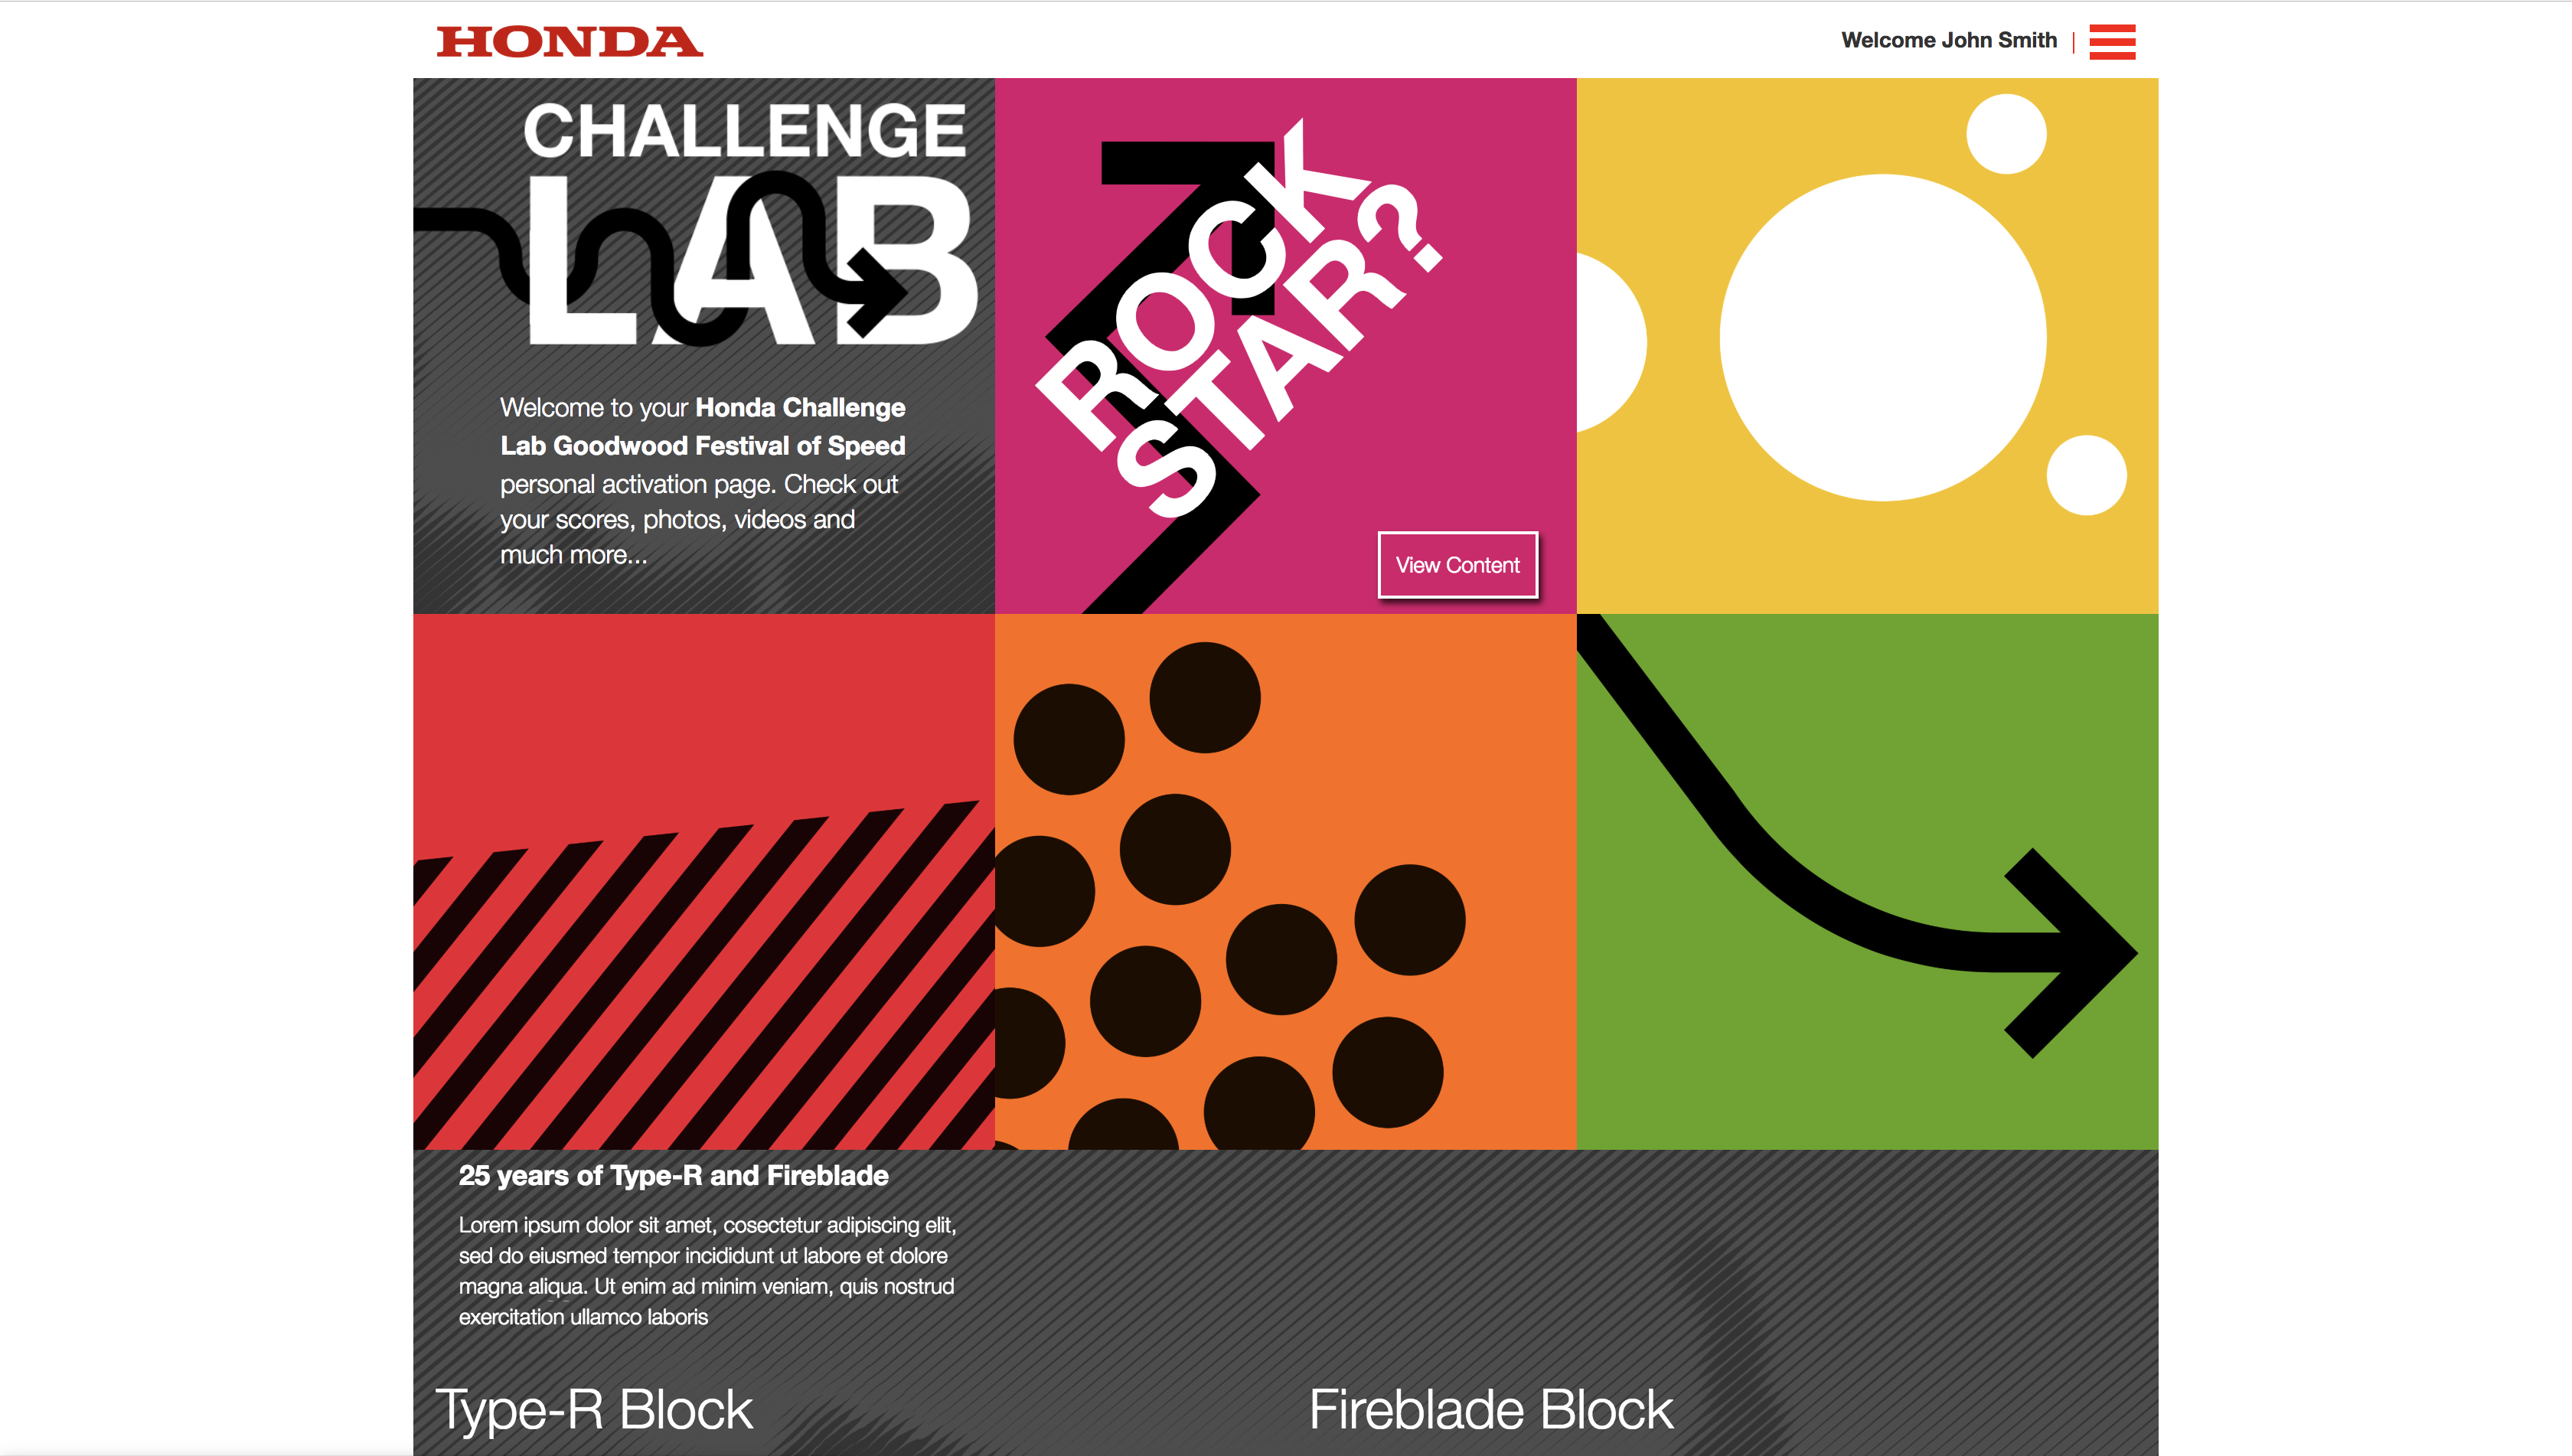 HONDA
Welcome John Smith |
CHALLENGE
LAB
Welcome to your Honda Challenge
Lab Goodwood Festival of Speed
personal activation page. Check out
your scores, photos, videos and
much more...
ROCK
STAR?
View Content
25 years of Type-R and Fireblade
Lorem ipsum dolor sit amet, cosectetur adipiscing elit,
sed do eiusmed tempor incididunt ut labore et dolore
magna aliqua. Ut enim ad minim veniam, quis nostrud
exercitation ullamco laboris
Type-R Block
Fireblade Block